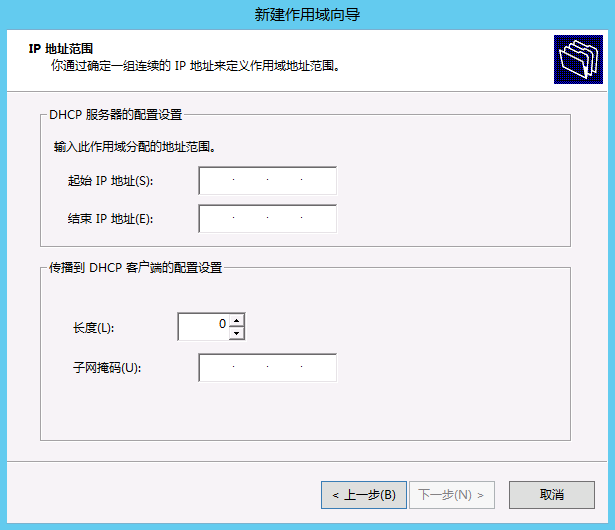 新建作用域向导
IP 地址范围
你通过确定一组连续的 IP 地址来定义作用域地址范围。
DHCP 服务器的配置设置
输入此作用域分配的地址范围。
起始 IP 地址(S):
结束 IP 地址(E):
传播到 DHCP 客户端的配置设置
长度(L): 0
子网掩码(U):
< 上一步(B) 下一步(N) > 取消